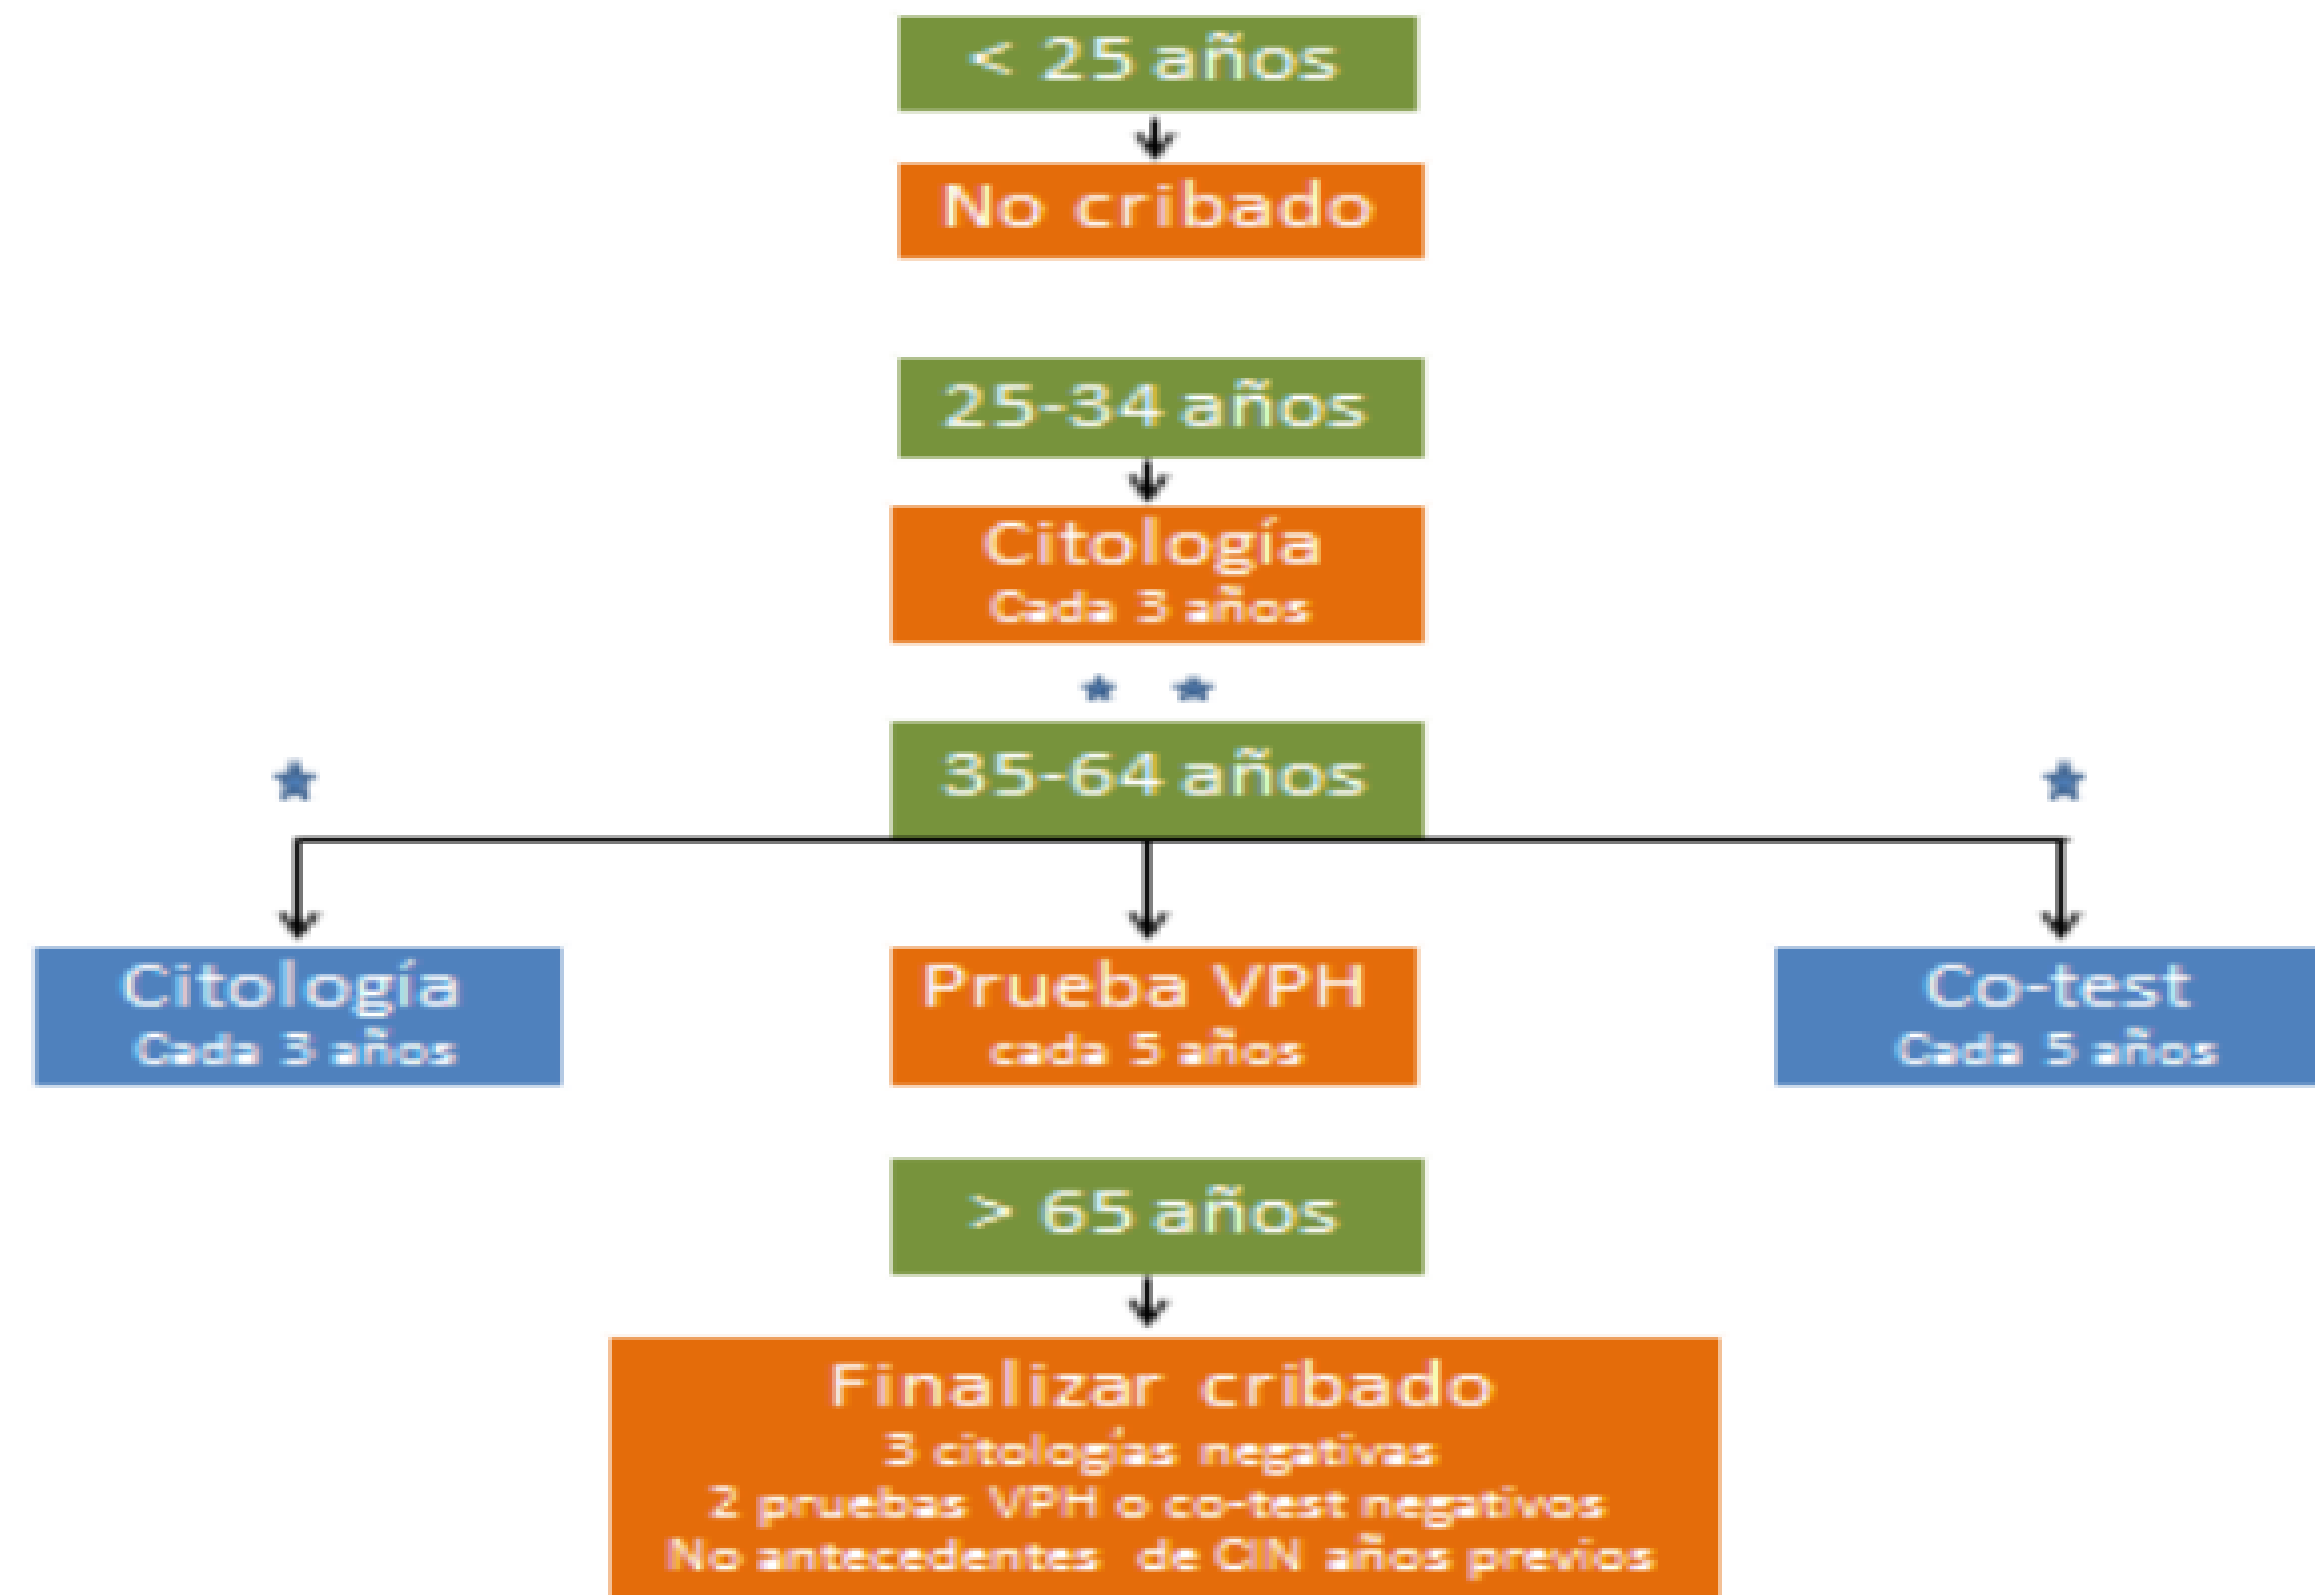 < 25 años
No cribado
25-34 años
Citología
Cada 3 años
35-64 años
Citología
Cada 3 años
Prueba VPH
cada 5 años
Co-test
Cada 5 años
> 65 años
Finalizar cribado
3 citologías negativas
2 pruebas VPH o co-test negativos
No antecedentes de CIN años previos